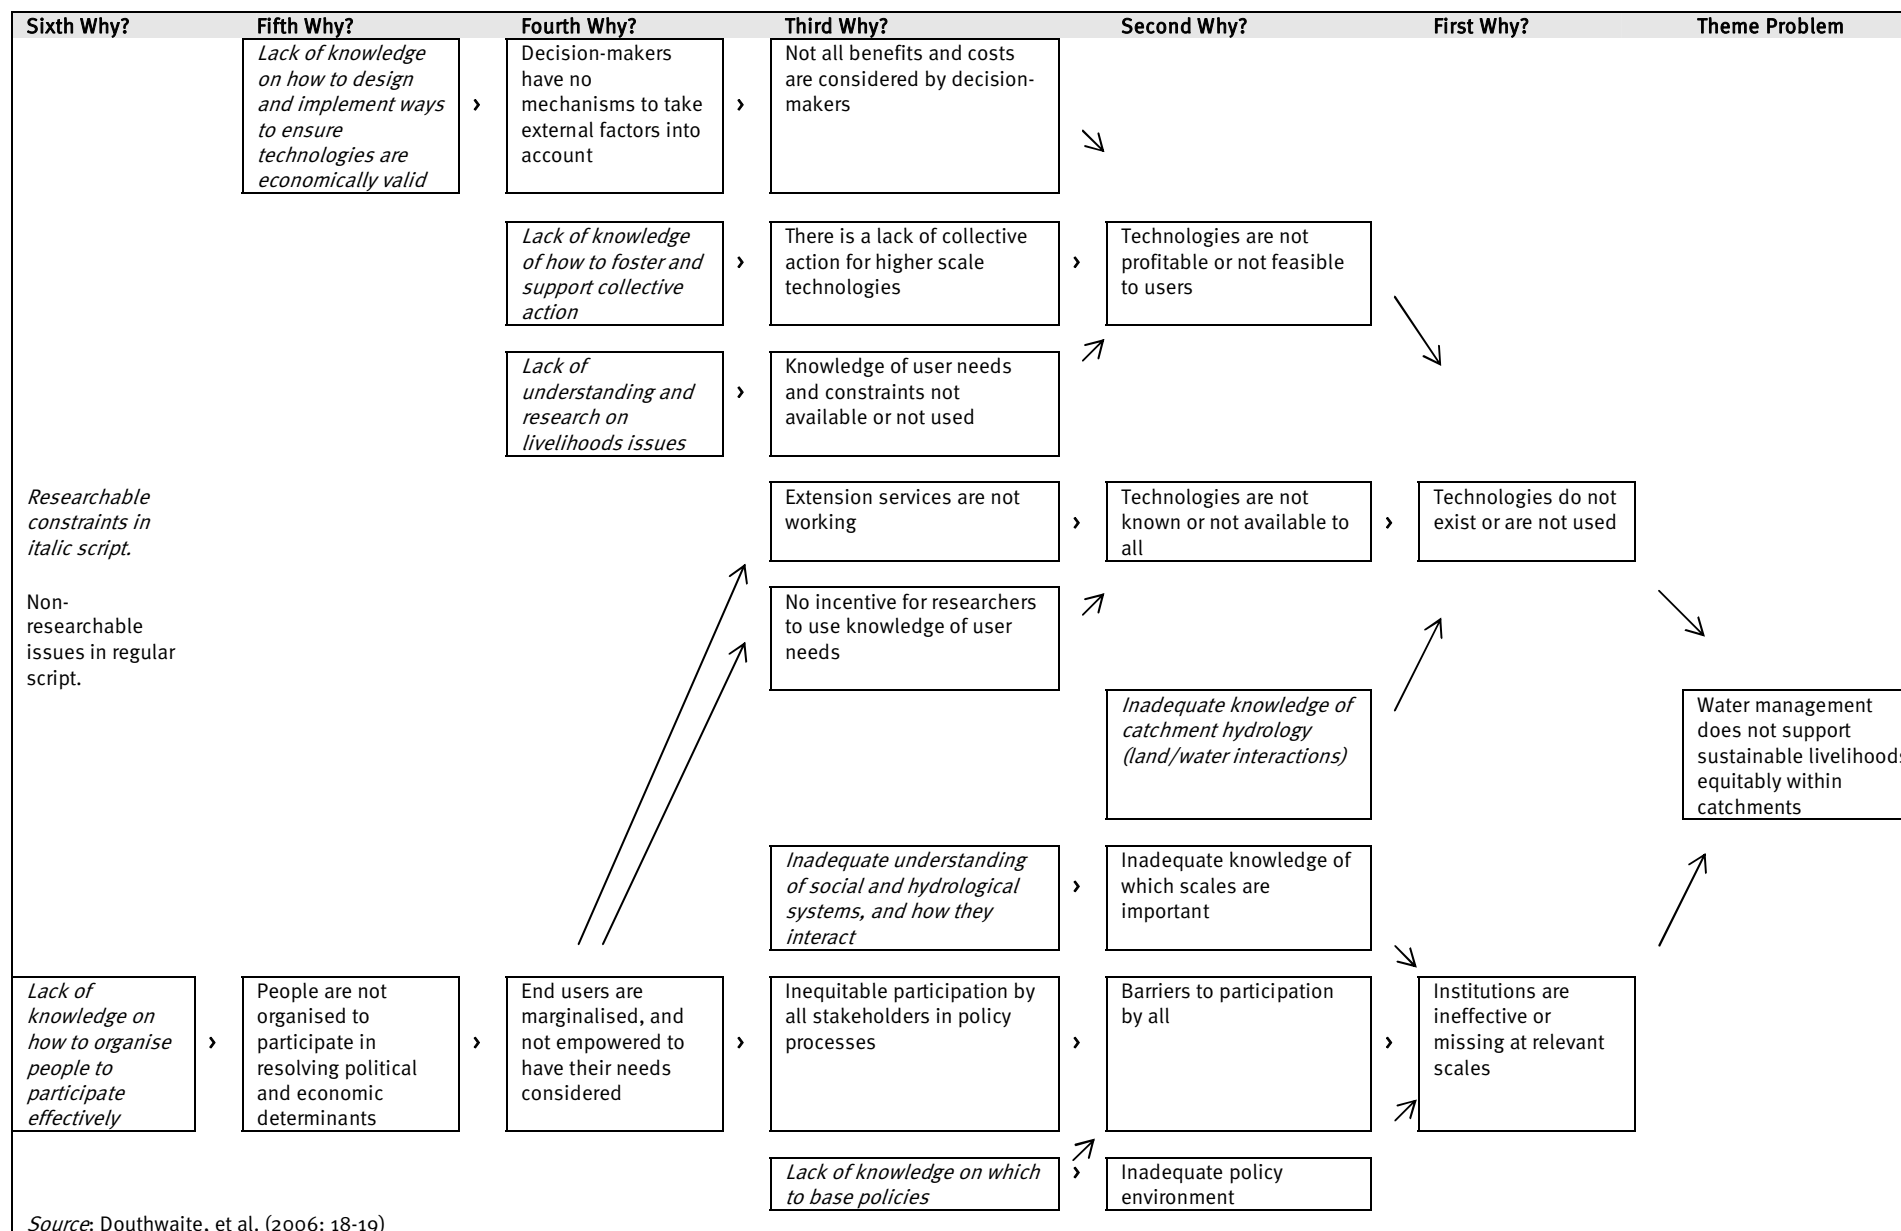 Sixth Why?
Fifth Why?
Fourth Why?
Third Why?
Second Why?
First Why?
Theme Problem
Lack of knowledge
on how to design
and implement ways
to ensure
technologies are
economically valid
›
Decision-makers
have no
mechanisms to take
external factors into
account
›
Not all benefits and costs
are considered by decision-
makers
Lack of knowledge
of how to foster and
support collective
action
›
There is a lack of collective
action for higher scale
technologies
›
Technologies are not
profitable or not feasible
to users
Lack of
understanding and
research on
livelihoods issues
›
Knowledge of user needs
and constraints not
available or not used
Researchable
constraints in
italic script.
Non-
researchable
issues in regular
script.
Extension services are not
working
›
Technologies are not
known or not available to
all
›
Technologies do not
exist or are not used
No incentive for researchers
to use knowledge of user
needs
Inadequate knowledge of
catchment hydrology
(land/water interactions)
Water management
does not support
sustainable livelihoods
equitably within
catchments
Inadequate understanding
of social and hydrological
systems, and how they
interact
›
Inadequate knowledge of
which scales are
important
Lack of
knowledge on
how to organise
people to
participate
effectively
›
People are not
organised to
participate in
resolving political
and economic
determinants
›
End users are
marginalised, and
not empowered to
have their needs
considered
›
Inequitable participation by
all stakeholders in policy
processes
›
Barriers to participation
by all
›
Institutions are
ineffective or
missing at relevant
scales
Lack of knowledge on which
to base policies
›
Inadequate policy
environment
Source: Douthwaite, et al. (2006: 18-19)